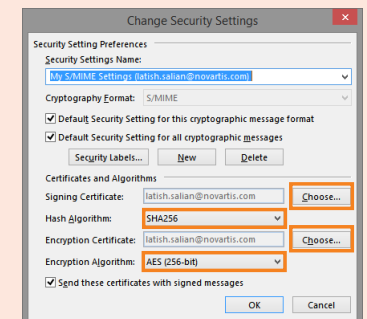 Change Security Settings
Security Setting Preferences
Security Settings Name:
My S/MIME Settings (latish.salian@novartis.com)
Cryptography Format: S/MIME
Default Security Setting for this cryptographic message format
Default Security Setting for all cryptographic messages
Security Labels... New Delete
Certificates and Algorithms
Signing Certificate: latish.salian@novartis.com Choose...
Hash Algorithm: SHA256
Encryption Certificate: latish.salian@novartis.com Choose...
Encryption Algorithm: AES (256-bit)
Send these certificates with signed messages
OK Cancel